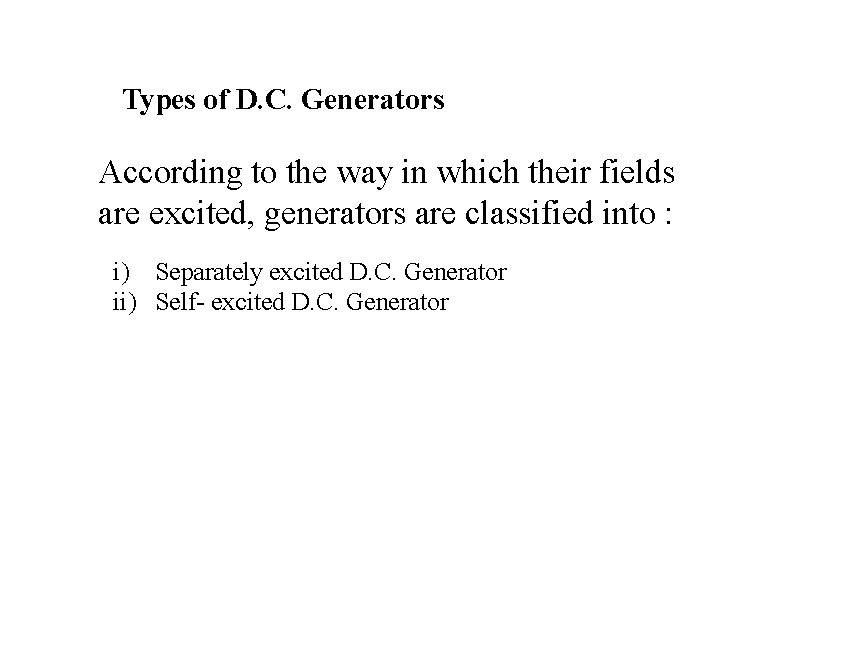 Types of D.C. Generators
According to the way in which their fields
are excited, generators are classified into :
i) Separately excited D.C. Generator
ii) Self- excited D.C. Generator